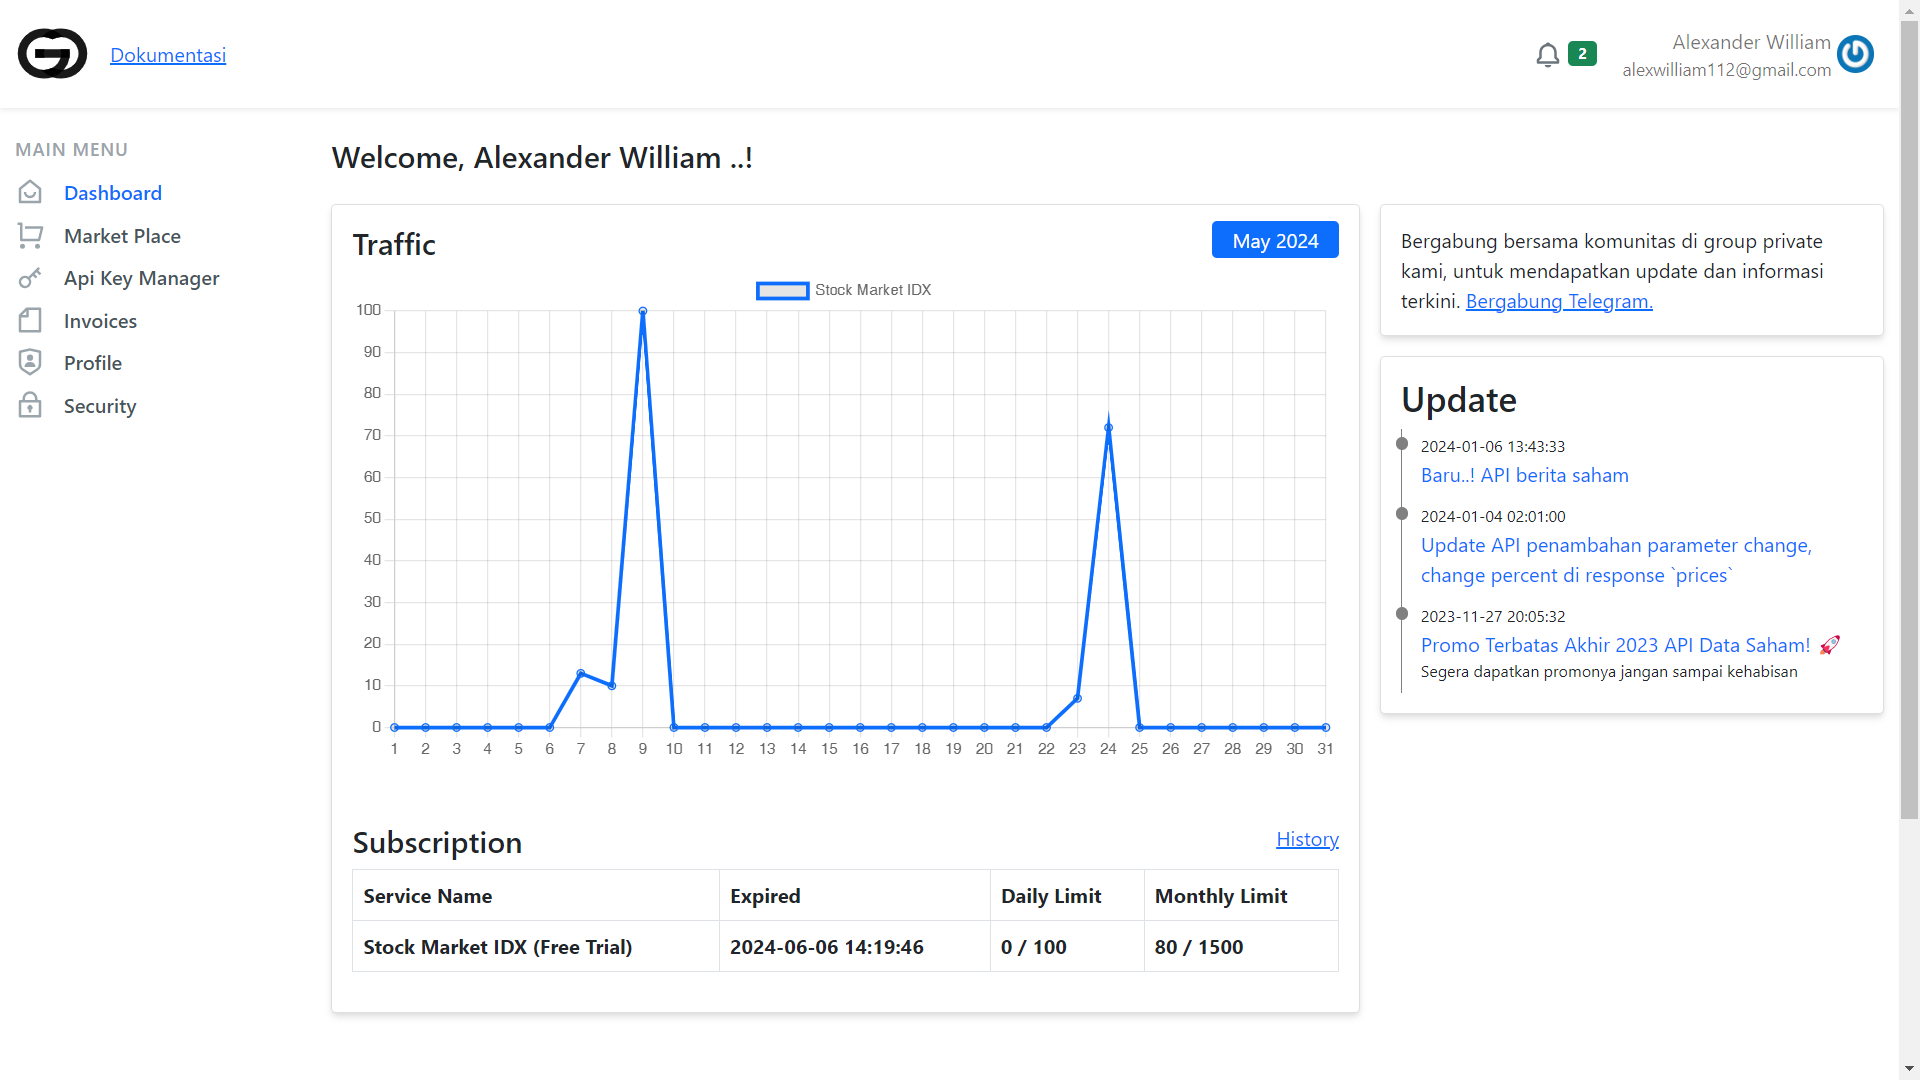 Dokumentasi
2
Alexander William
alexwilliam112@gmail.com
MAIN MENU
Dashboard
Market Place
Api Key Manager
Invoices
Profile
Security
Welcome, Alexander William ..!
Traffic
May 2024
Stock Market IDX
100
90
80
70
60
50
40
30
20
10
0
1 2 3 4 5 6 7 8 9 10 11 12 13 14 15 16 17 18 19 20 21 22 23 24 25 26 27 28 29 30 31
Subscription
History
Service Name Expired Daily Limit Monthly Limit
Stock Market IDX (Free Trial) 2024-06-06 14:19:46 0 / 100 80 / 1500
Bergabung bersama komunitas di group private
kami, untuk mendapatkan update dan informasi
terkini. Bergabung Telegram.
Update
2024-01-06 13:43:33
Baru..! API berita saham
2024-01-04 02:01:00
Update API penambahan parameter change,
change percent di response `prices`
2023-11-27 20:05:32
Promo Terbatas Akhir 2023 API Data Saham! 🚀
Segera dapatkan promonya jangan sampai kehabisan